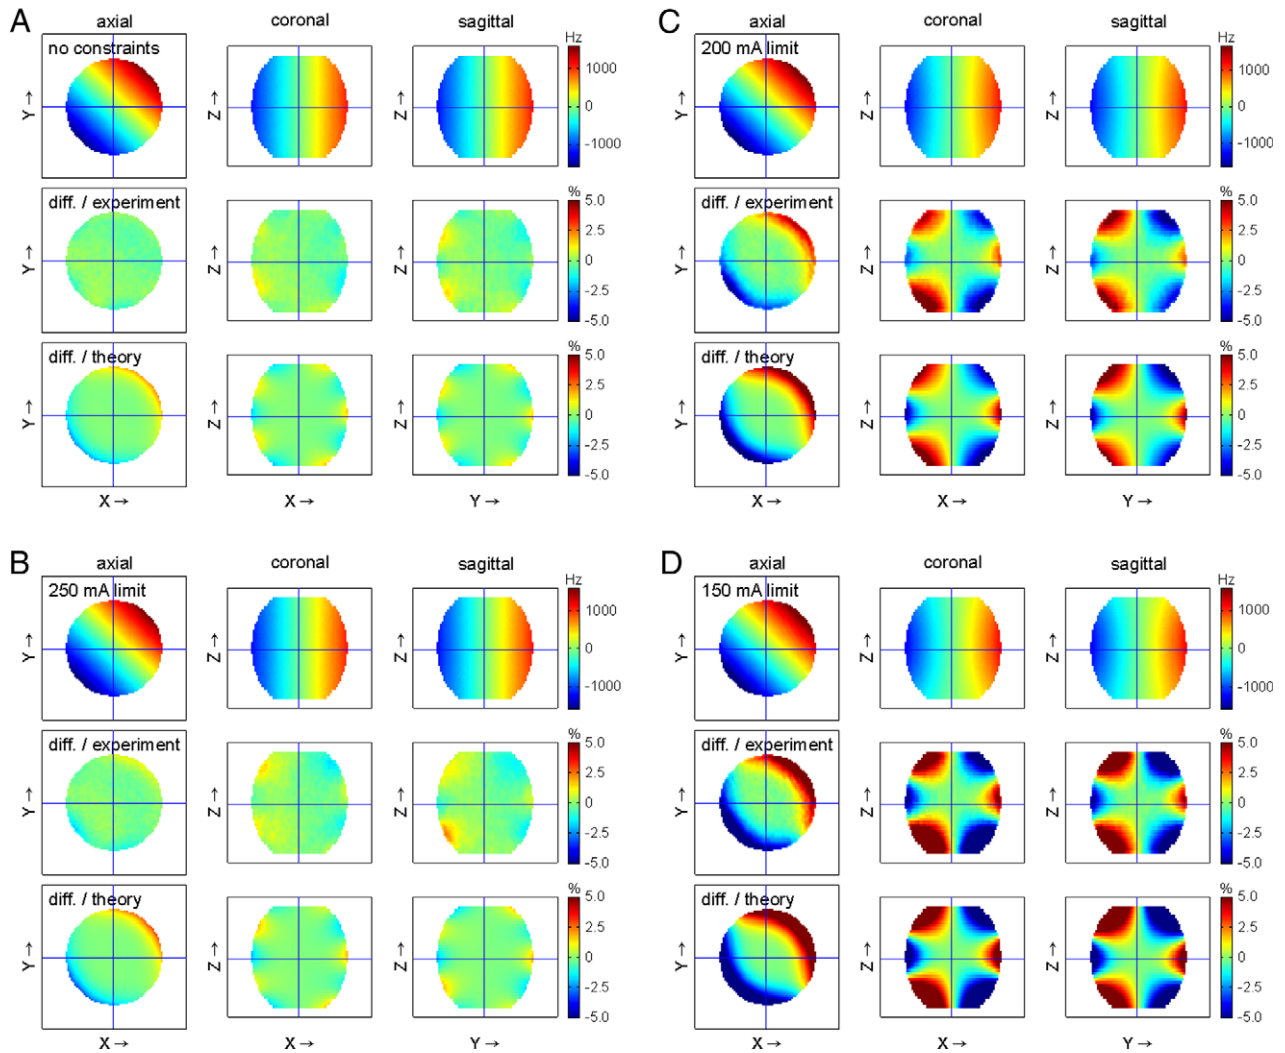 A
axial
coronal
sagittal
Hz
no constraints
Y →
Z →
Z →
1000
0
-1000
diff. / experiment
Y →
Z →
Z →
%
5.0
2.5
0
-2.5
-5.0
diff. / theory
Y →
Z →
Z →
%
5.0
2.5
0
-2.5
-5.0
X →
X →
Y →
C
axial
coronal
sagittal
Hz
200 mA limit
Y →
Z →
Z →
1000
0
-1000
diff. / experiment
Y →
Z →
Z →
%
5.0
2.5
0
-2.5
-5.0
diff. / theory
Y →
Z →
Z →
%
5.0
2.5
0
-2.5
-5.0
X →
X →
Y →
B
axial
coronal
sagittal
Hz
250 mA limit
Y →
Z →
Z →
1000
0
-1000
diff. / experiment
Y →
Z →
Z →
%
5.0
2.5
0
-2.5
-5.0
diff. / theory
Y →
Z →
Z →
%
5.0
2.5
0
-2.5
-5.0
X →
X →
Y →
D
axial
coronal
sagittal
Hz
150 mA limit
Y →
Z →
Z →
1000
0
-1000
diff. / experiment
Y →
Z →
Z →
%
5.0
2.5
0
-2.5
-5.0
diff. / theory
Y →
Z →
Z →
%
5.0
2.5
0
-2.5
-5.0
X →
X →
Y →